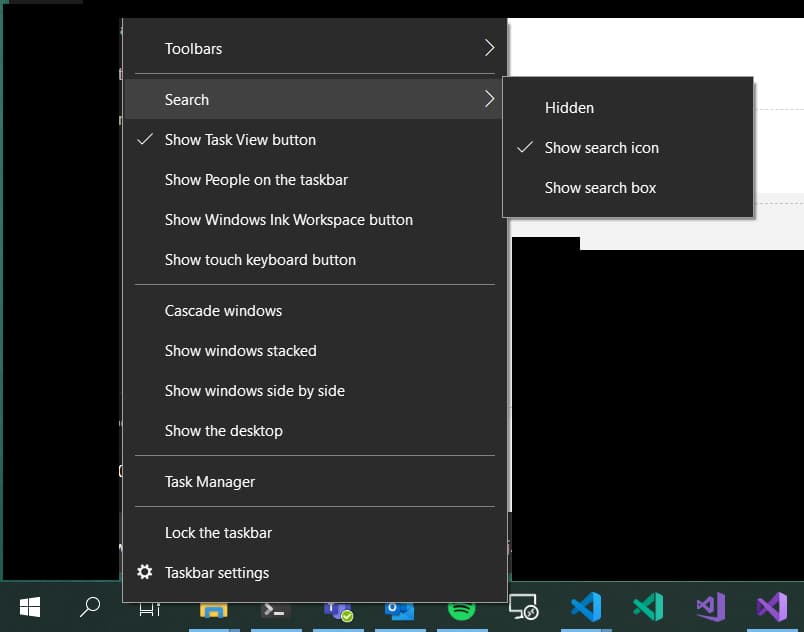 Toolbars
Search
Show Task View button
Show People on the taskbar
Show Windows Ink Workspace button
Show touch keyboard button
Cascade windows
Show windows stacked
Show windows side by side
Show the desktop
Task Manager
Lock the taskbar
Taskbar settings
Hidden
Show search icon
Show search box